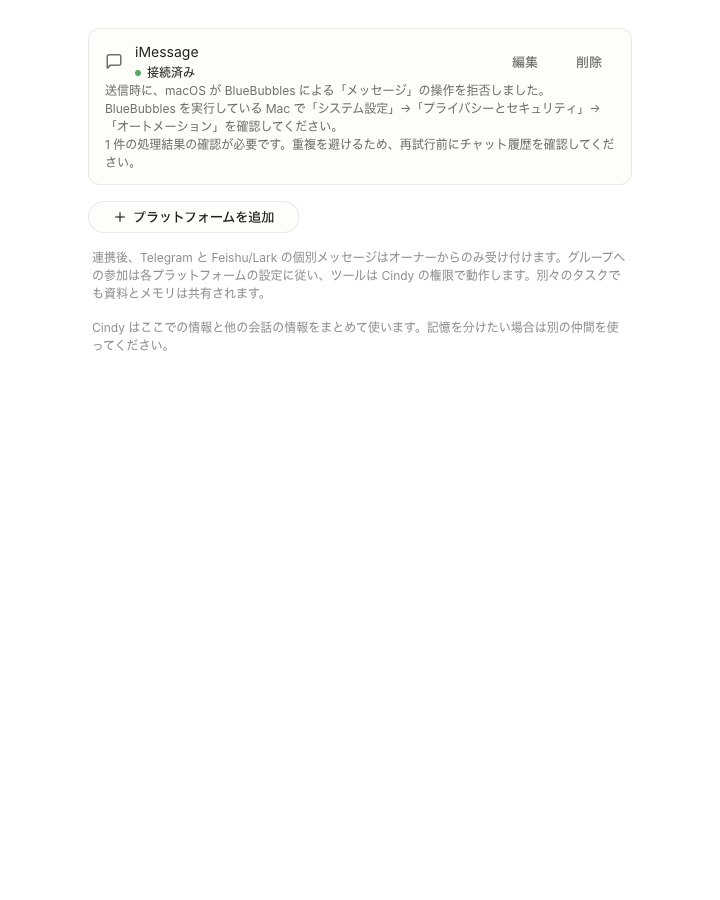 iMessage
接続済み
編集
削除
送信時に、macOS が BlueBubbles による「メッセージ」の操作を拒否しました。
BlueBubbles を実行している Mac で「システム設定」→「プライバシーとセキュリティ」→
「オートメーション」を確認してください。
1 件の処理結果の確認が必要です。重複を避けるため、再試行前にチャット履歴を確認してくだ
さい。
+ プラットフォームを追加
連携後、Telegram と Feishu/Lark の個別メッセージはオーナーからのみ受け付けます。グループへ
の参加は各プラットフォームの設定に従い、ツールは Cindy の権限で動作します。別々のタスクで
も資料とメモリは共有されます。
Cindy はここでの情報と他の会話の情報をまとめて使います。記憶を分けたい場合は別の仲間を使
ってください。